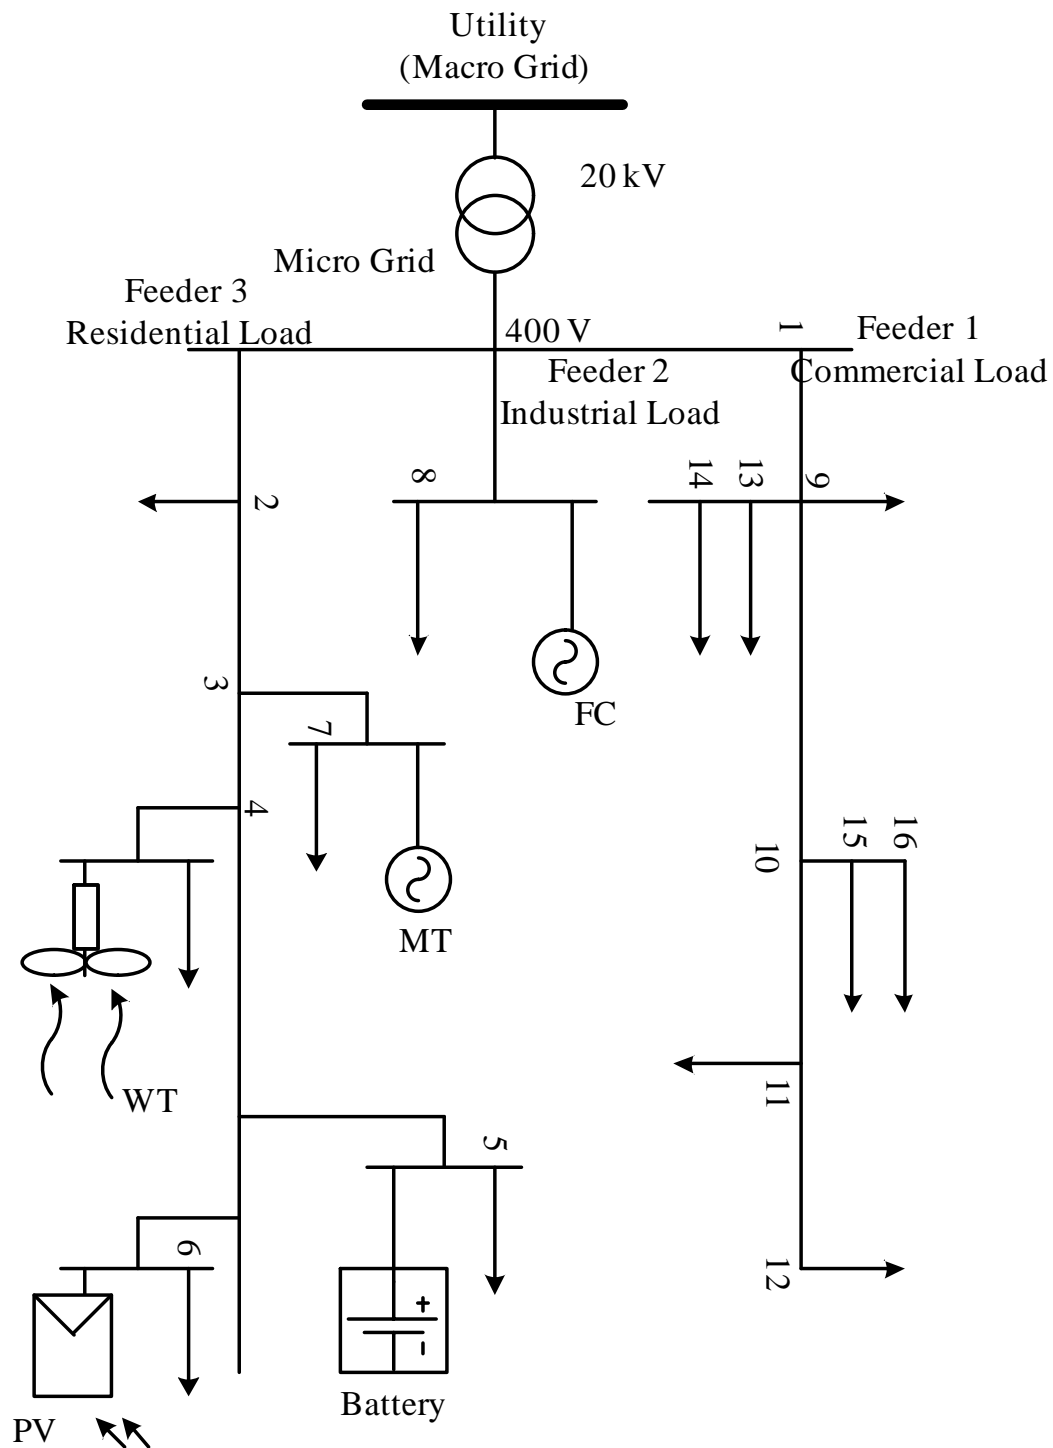 Utility
(Macro Grid)
20 kV
Micro Grid
Feeder 3
Residential Load
400 V
1
Feeder 1
Commercial Load
Feeder 2
Industrial Load
8
14
13
9
2
3
7
FC
4
10
15
16
MT
WT
11
5
6
12
+
-
Battery
PV